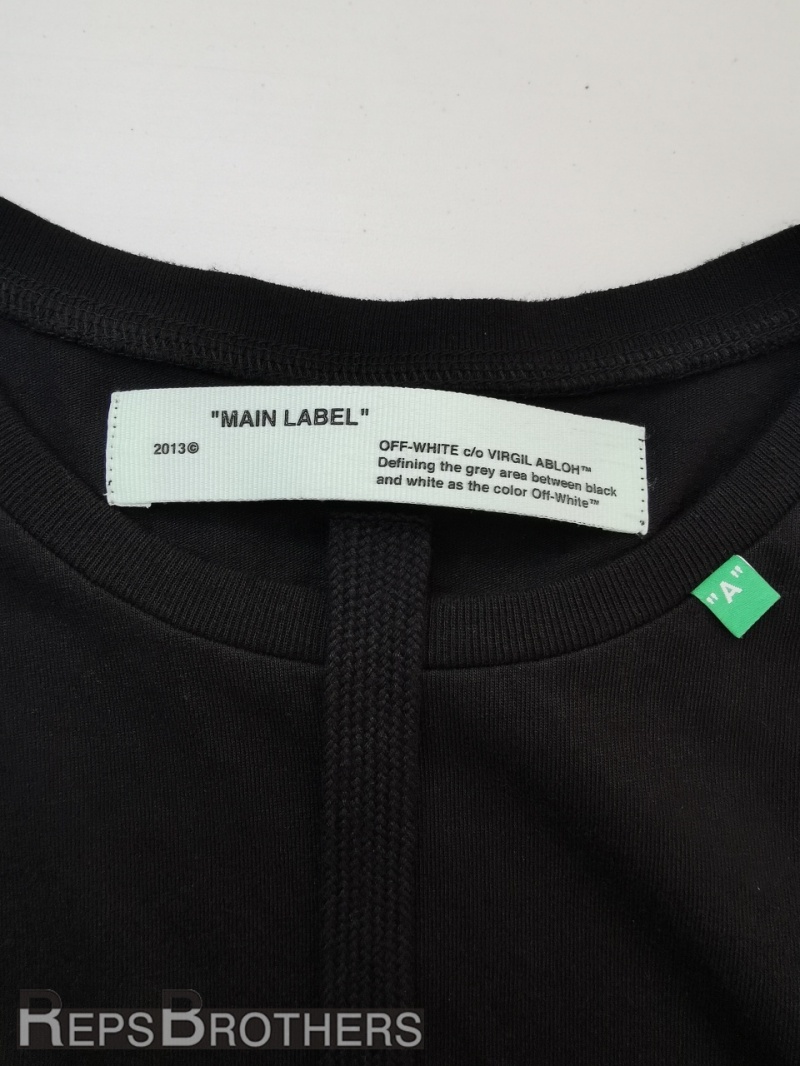 "MAIN LABEL"
2013©
OFF-WHITE c/o VIRGIL ABLOH™
Defining the grey area between black
and white as the color Off-White™
"A"
REPSBROTHERS